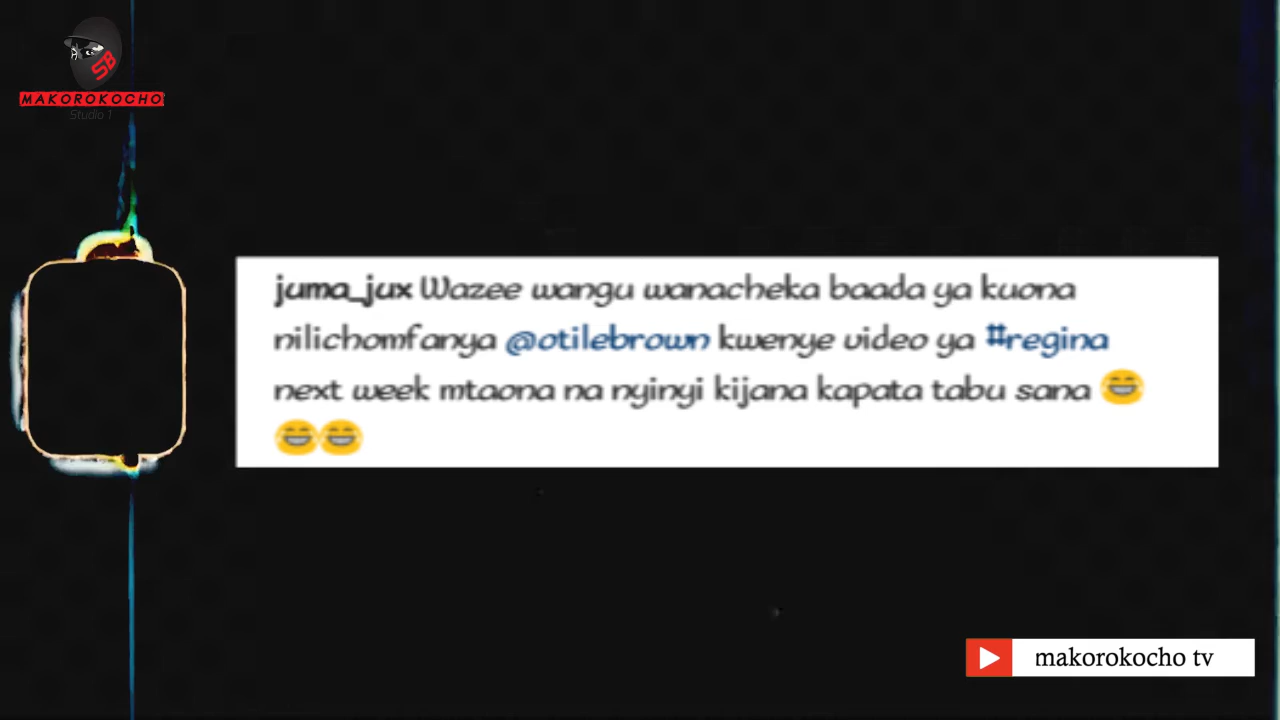 SB
MAKOROKOCHO
Studio 1
juma_jux Wazee wangu wanacheka baada ya kuona
nilichomfanya @otilebrown kwenye video ya #regina
next week mtaona na nyinyi kijana kapata tabu sana 😄
😄😄
makorokocho tv